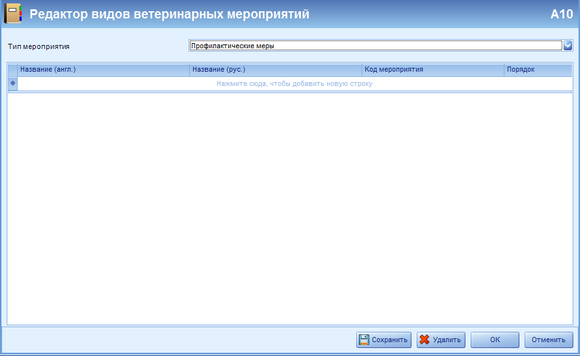 Редактор видов ветеринарных мероприятий A10
Тип мероприятия Профилактические меры
Название (англ.) Название (рус.) Код мероприятия Порядок
Нажмите сюда, чтобы добавить новую строку
Сохранить Удалить ОК Отменить